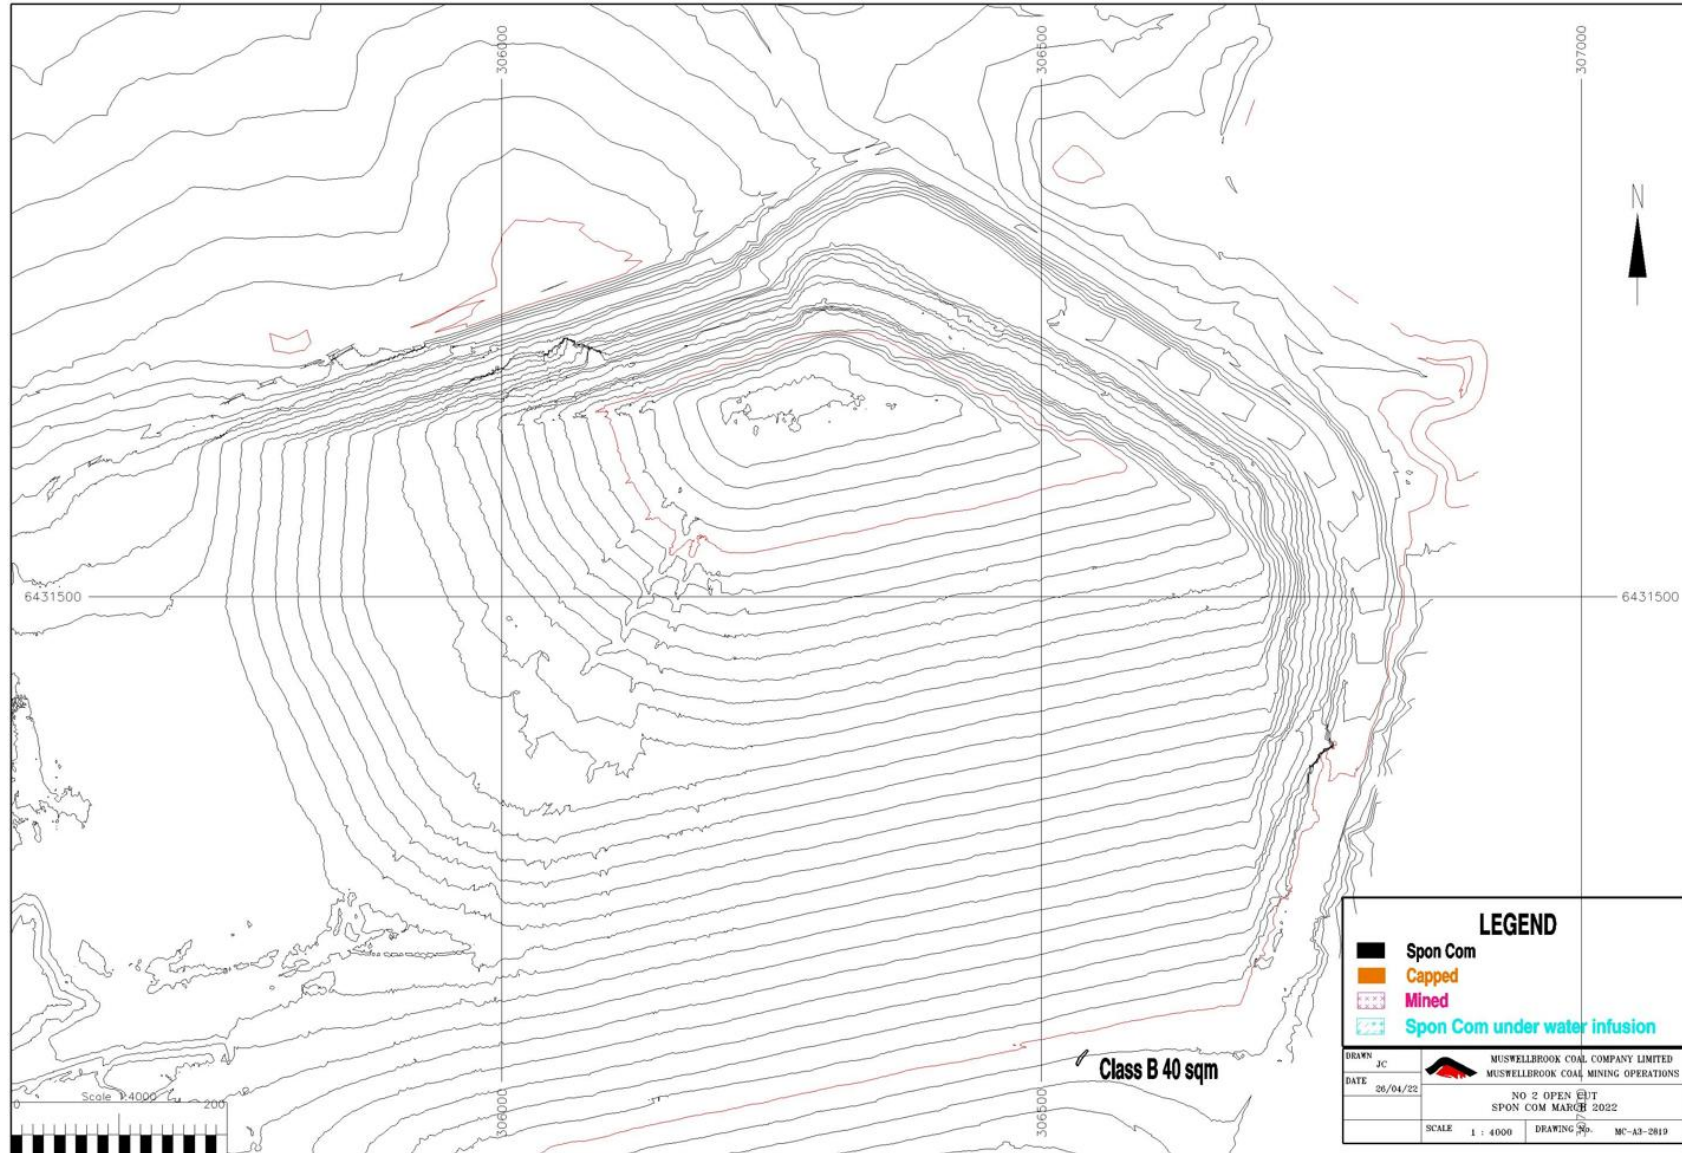 306000
306500
307000
N
6431500
6431500
Class B 40 sqm
306000
306500
307000
Scale 1:4000
0
200
LEGEND
Spon Com
Capped
Mined
Spon Com under water infusion
DRAWN
JC
DATE
26/04/22
MUSWELLBROOK COAL COMPANY LIMITED
MUSWELLBROOK COAL MINING OPERATIONS
NO 2 OPEN CUT
SPON COM MARCH 2022
SCALE 1 : 4000
DRAWING No. MC-A3-2819